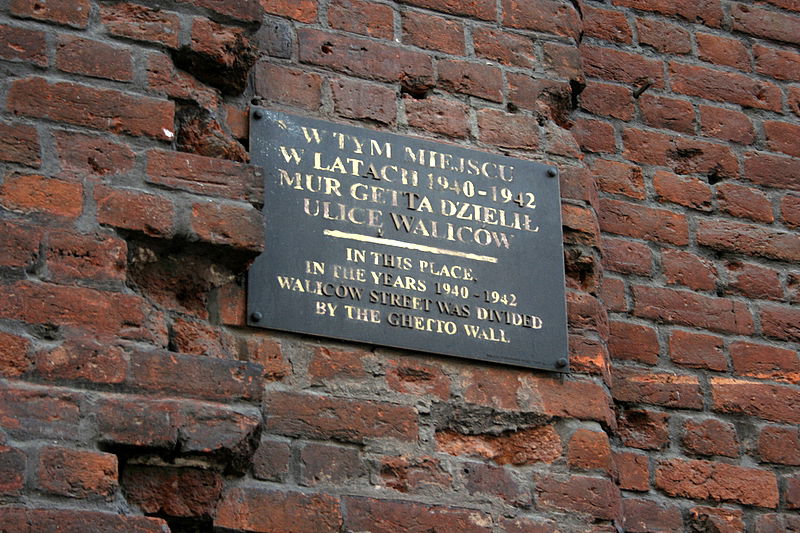 W TYM MIEJSCU
W LATACH 1940-1942
MUR GETTA DZIELIŁ
ULICĘ WALICÓW
IN THIS PLACE.
IN THE YEARS 1940-1942
WALICÓW STREET WAS DIVIDED
BY THE GHETTO WALL